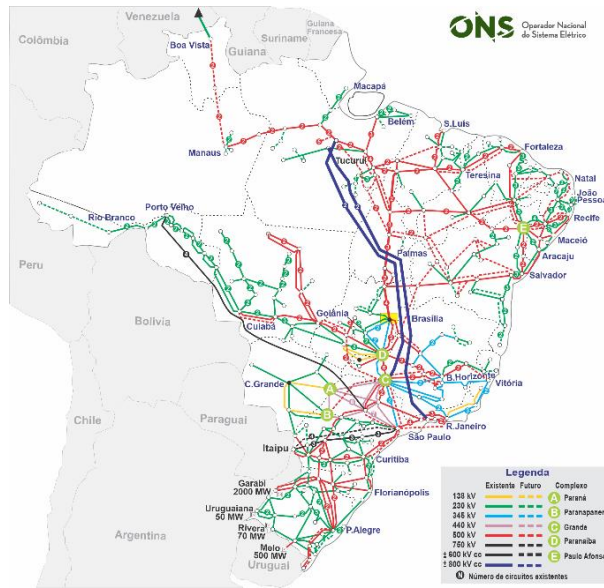 Venezuela
Guiana Francesa
ONS Operador Nacional do Sistema Elétrico
Colômbia
Suriname
Boa Vista
Guiana
Macapá
Belém
S.Luis
Manaus
Fortaleza
Tucuruí
Teresina
Natal
João Pessoa
Porto Velho
Recife
Rio Branco
E
Maceió
Palmas
Aracaju
Peru
Salvador
Bolívia
Goiânia
Brasília
Cuiabá
D
C.Grande
A
C
B.Horizonte
Vitória
B
Paraguai
Chile
São Paulo
R.Janeiro
Itaipu
Curitiba
Garabi
2000 MW
Florianópolis
Uruguaiana
50 MW
Rivera
70 MW
P.Alegre
Argentina
Melo
500 MW
Uruguai
Legenda
Existente Futuro Complexo
138 kV A Paraná
230 kV B Paranapanem
345 kV C Grande
440 kV D Paranaíba
500 kV E Paulo Afonso
750 kV
± 600 kV cc
± 800 kV cc
N Número de circuitos existentes